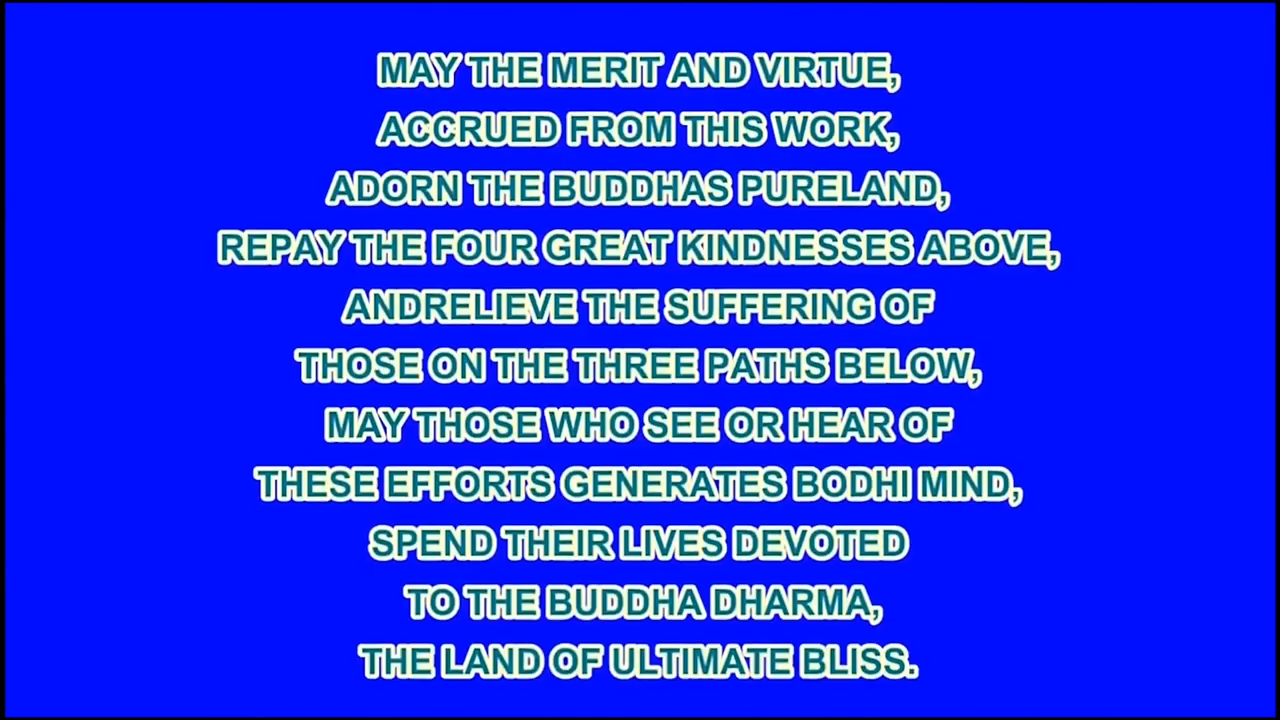 MAY THE MERIT AND VIRTUE,
ACCRUED FROM THIS WORK,
ADORN THE BUDDHAS PURELAND,
REPAY THE FOUR GREAT KINDNESSES ABOVE,
ANDRELIEVE THE SUFFERING OF
THOSE ON THE THREE PATHS BELOW,
MAY THOSE WHO SEE OR HEAR OF
THESE EFFORTS GENERATES BODHI MIND,
SPEND THEIR LIVES DEVOTED
TO THE BUDDHA DHARMA,
THE LAND OF ULTIMATE BLISS.